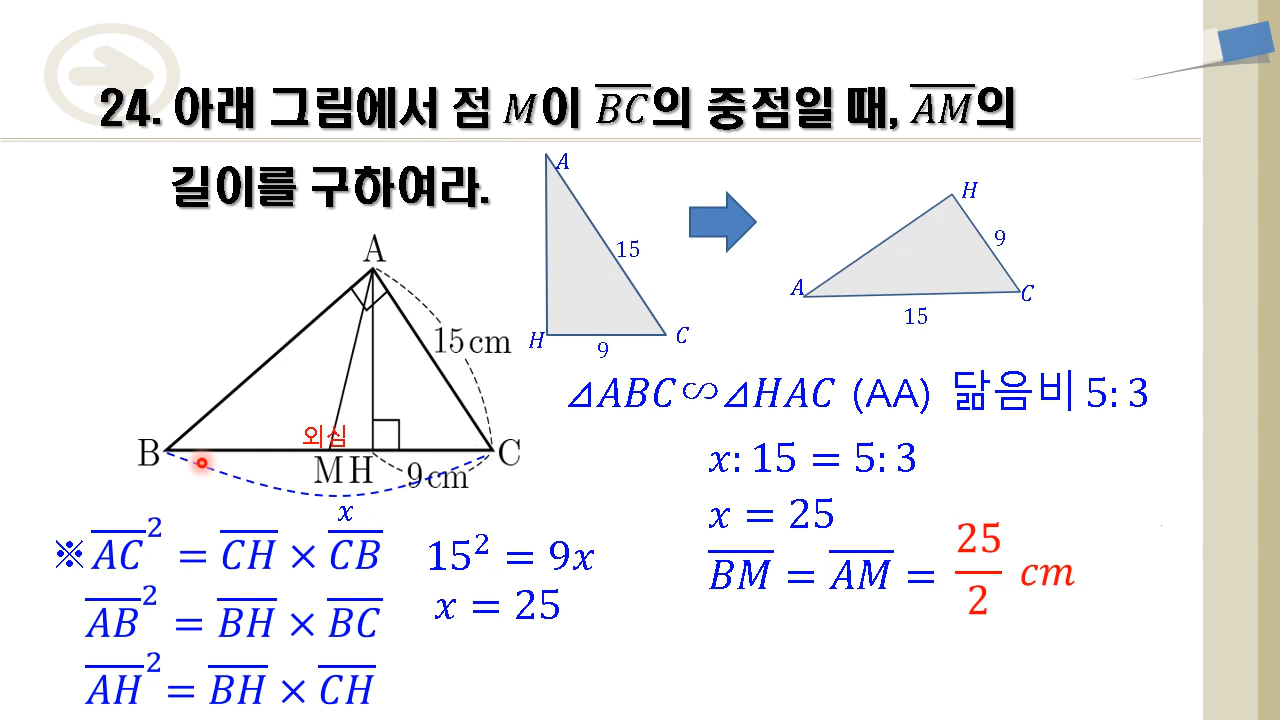 24. 아래 그림에서 점 M이 BC의 중점일 때, AM의
길이를 구하여라.
A
15
H
9
C
H
9
A
C
15
A
15cm
B
외심
C
M H
9cm
x
⊿ABC∽⊿HAC (AA) 닮음비 5:3
x:15 = 5:3
x = 25
BM = AM = 25/2 cm
※AC² = CH × CB
AB² = BH × BC
AH² = BH × CH
15² = 9x
x = 25